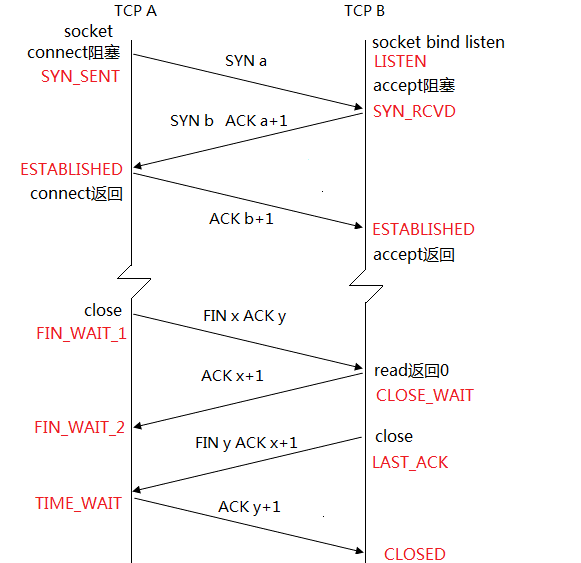 TCP A
TCP B
socket
connect阻塞
SYN a
socket bind listen
LISTEN
SYN_SENT
accept阻塞
SYN_RCVD
SYN b ACK a+1
ESTABLISHED
connect返回
ACK b+1
ESTABLISHED
accept返回
close
FIN x ACK y
FIN_WAIT_1
read返回0
ACK x+1
CLOSE_WAIT
FIN_WAIT_2
close
FIN y ACK x+1
LAST_ACK
TIME_WAIT
ACK y+1
CLOSED